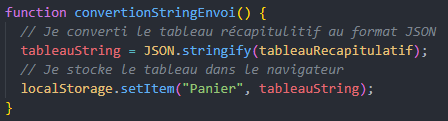 function convertionStringEnvoi() {
// Je converti le tableau récapitulitif au format JSON
tableauString = JSON.stringify(tableauRecapitulatif);
// Je stocke le tableau dans le navigateur
localStorage.setItem("Panier", tableauString);
}